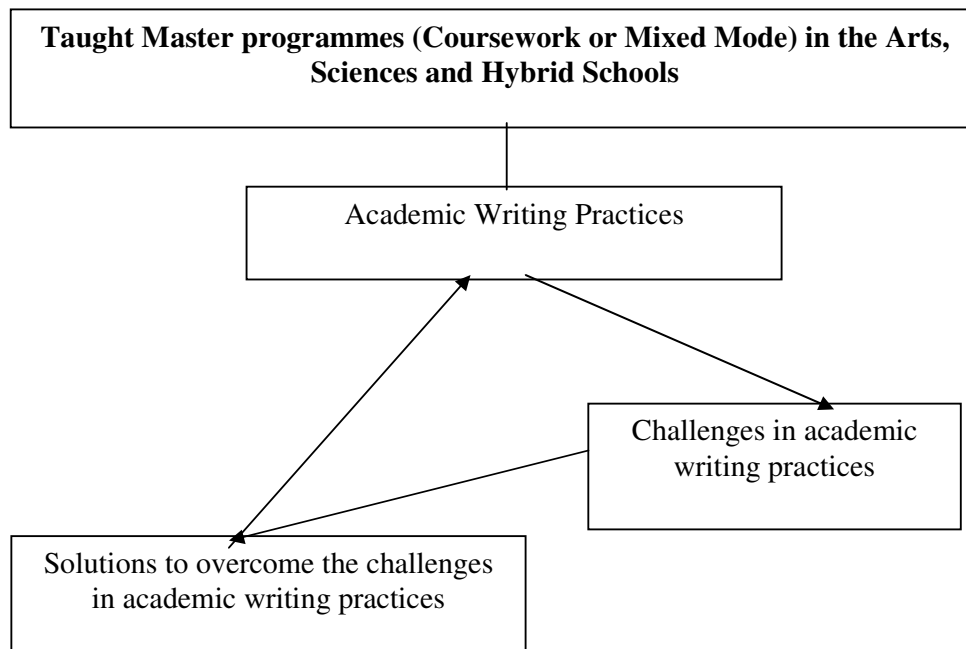 Taught Master programmes (Coursework or Mixed Mode) in the Arts,
Sciences and Hybrid Schools
Academic Writing Practices
Challenges in academic
writing practices
Solutions to overcome the challenges
in academic writing practices